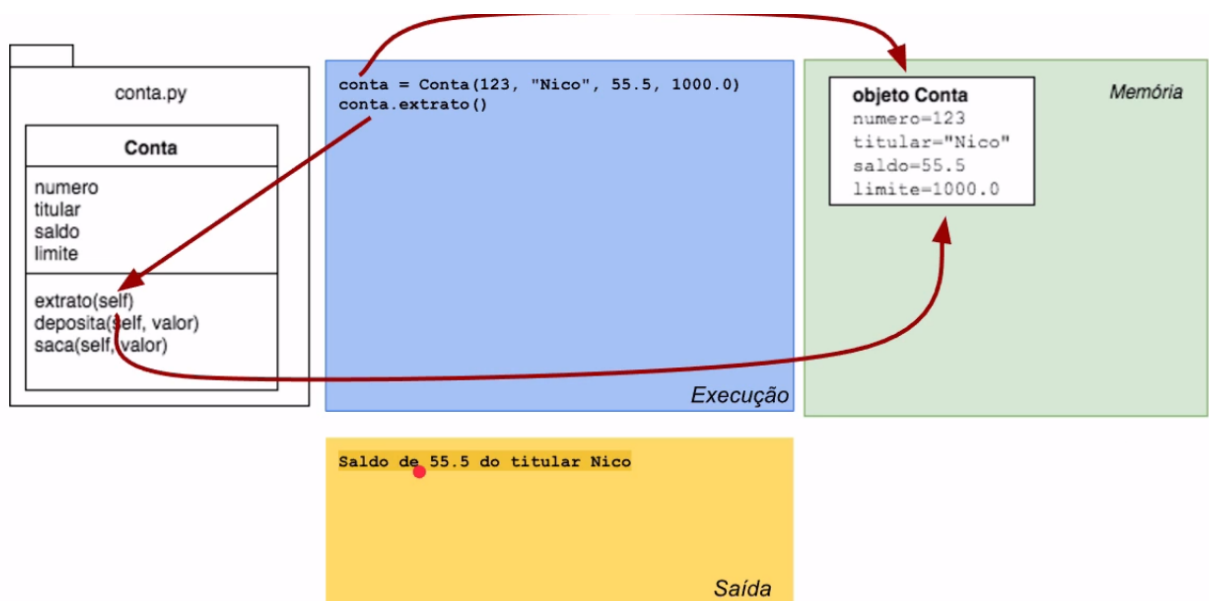 conta.py
Conta
numero
titular
saldo
limite
extrato(self)
deposita(self, valor)
saca(self, valor)
conta = Conta(123, "Nico", 55.5, 1000.0)
conta.extrato()
Execução
objeto Conta
numero=123
titular="Nico"
saldo=55.5
limite=1000.0
Memória
Saldo de 55.5 do titular Nico
Saída